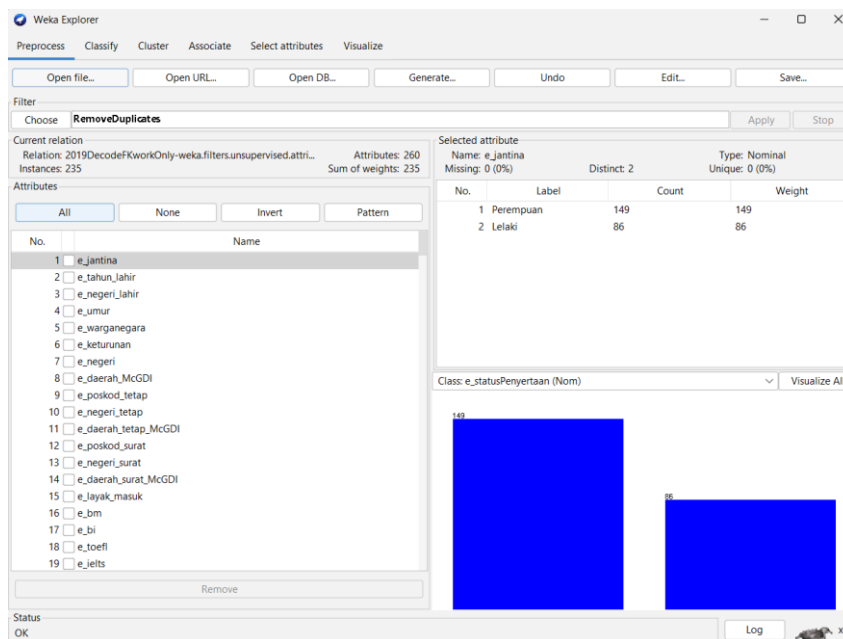 Weka Explorer
Preprocess Classify Cluster Associate Select attributes Visualize
Open file... Open URL... Open DB... Generate... Undo Edit... Save...
Filter
Choose RemoveDuplicates Apply Stop
Current relation
Relation: 2019DecodeFKworkOnly-weka.filters.unsupervised.attri... Attributes: 260
Instances: 235 Sum of weights: 235
Attributes
All None Invert Pattern
No. Name
1 e_jantina
2 e_tahun_lahir
3 e_negeri_lahir
4 e_umur
5 e_warganegara
6 e_keturunan
7 e_negeri
8 e_daerah_McGDI
9 e_poskod_tetap
10 e_negeri_tetap
11 e_daerah_tetap_McGDI
12 e_poskod_surat
13 e_negeri_surat
14 e_daerah_surat_McGDI
15 e_layak_masuk
16 e_bm
17 e_bi
18 e_toefl
19 e_ielts
Remove
Selected attribute
Name: e_jantina Type: Nominal
Missing: 0 (0%) Distinct: 2 Unique: 0 (0%)
No. Label Count Weight
1 Perempuan 149 149
2 Lelaki 86 86
Class: e_statusPenyertaan (Nom) Visualize All
149
86
Status
OK
Log x